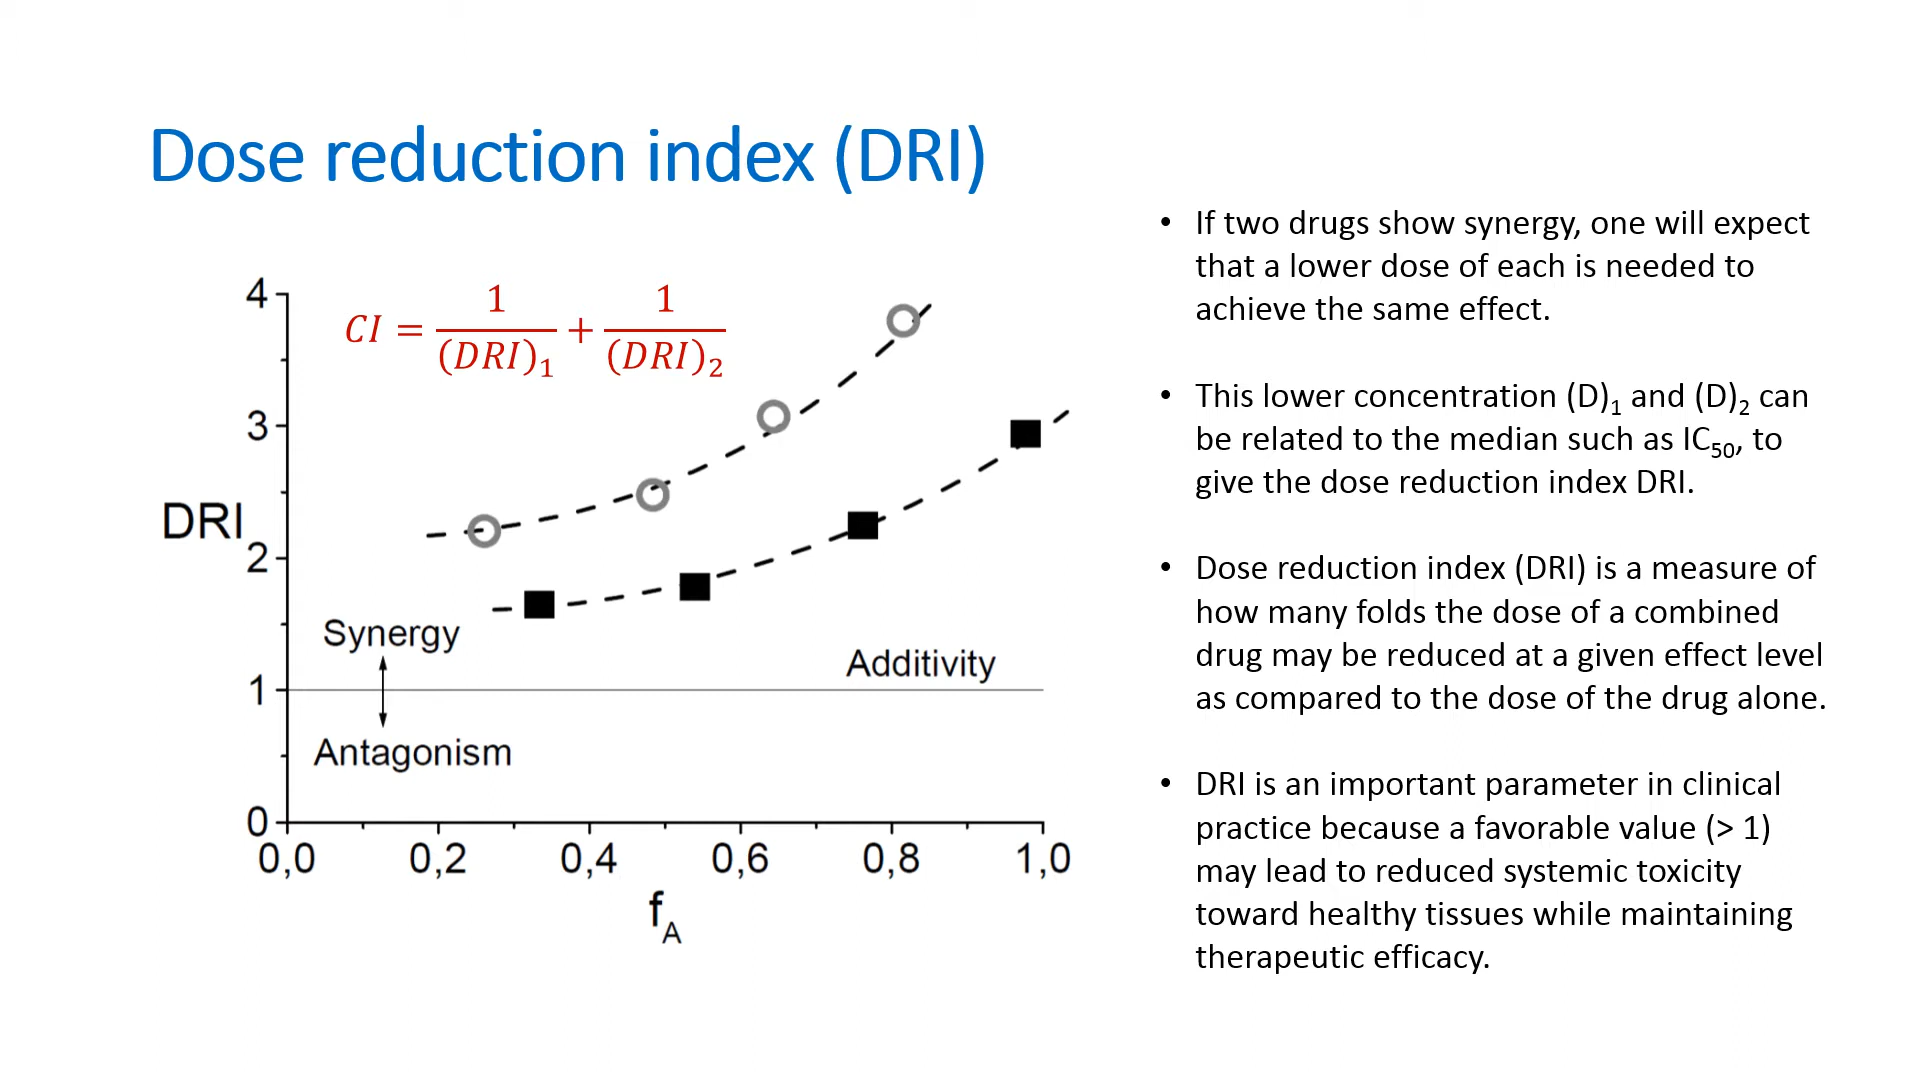 Dose reduction index (DRI)
CI = 1/(DRI)₁ + 1/(DRI)₂
4
3
DRI
2
Synergy
Additivity
1
Antagonism
0
0,0 0,2 0,4 0,6 0,8 1,0
f_A
• If two drugs show synergy, one will expect
that a lower dose of each is needed to
achieve the same effect.
• This lower concentration (D)₁ and (D)₂ can
be related to the median such as IC₅₀, to
give the dose reduction index DRI.
• Dose reduction index (DRI) is a measure of
how many folds the dose of a combined
drug may be reduced at a given effect level
as compared to the dose of the drug alone.
• DRI is an important parameter in clinical
practice because a favorable value (> 1)
may lead to reduced systemic toxicity
toward healthy tissues while maintaining
therapeutic efficacy.